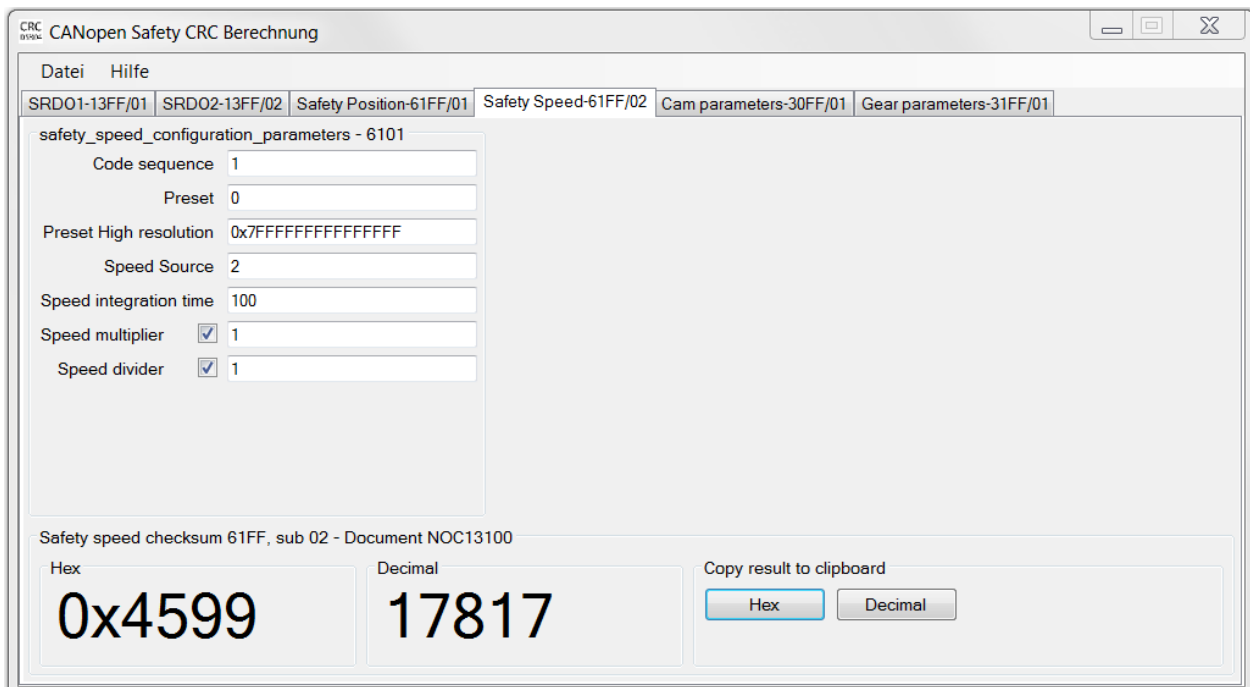 CRC CANopen Safety CRC Berechnung
Datei Hilfe
SRDO1-13FF/01 SRDO2-13FF/02 Safety Position-61FF/01 Safety Speed-61FF/02 Cam parameters-30FF/01 Gear parameters-31FF/01
safety_speed_configuration_parameters - 6101
Code sequence 1
Preset 0
Preset High resolution 0x7FFFFFFFFFFFFFFF
Speed Source 2
Speed integration time 100
Speed multiplier 1
Speed divider 1
Safety speed checksum 61FF, sub 02 - Document NOC13100
Hex Decimal Copy result to clipboard
0x4599 17817 Hex Decimal